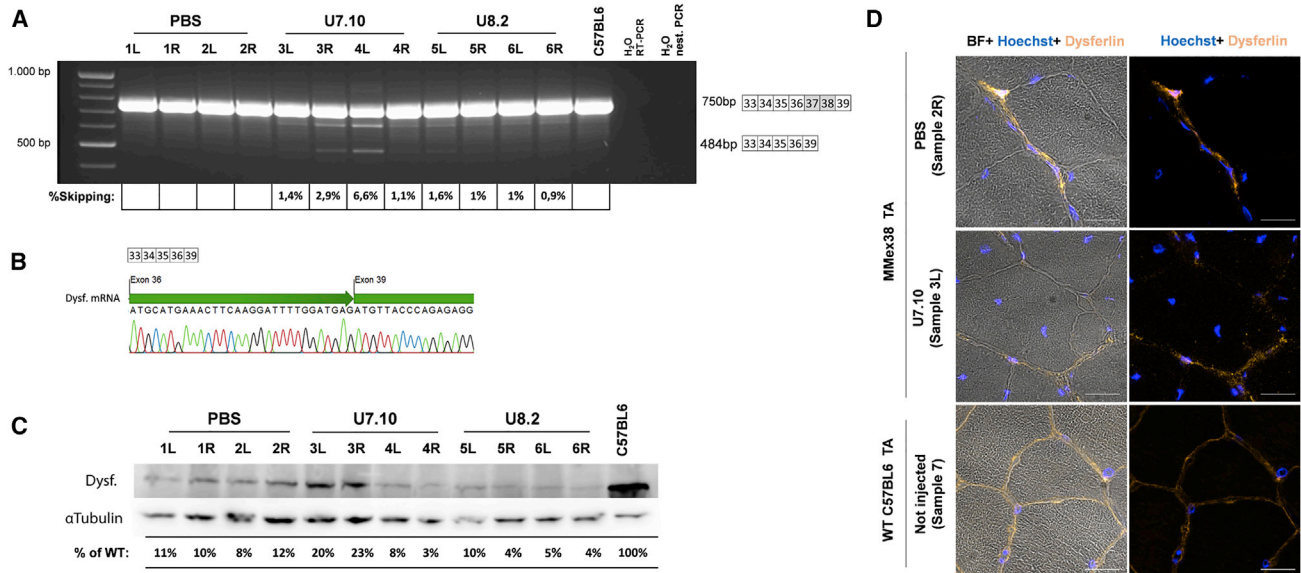 A
PBS U7.10 U8.2
1L 1R 2L 2R 3L 3R 4L 4R 5L 5R 6L 6R C57BL6 H₂O RT-PCR H₂O nest. PCR
1.000 bp
500 bp
750bp 33 34 35 36 37 38 39
484bp 33 34 35 36 39
%Skipping: 1,4% 2,9% 6,6% 1,1% 1,6% 1% 1% 0,9%
B
33 34 35 36 39
Exon 36 Exon 39
Dysf. mRNA
ATGCATGAAACTTCAAGGATTTTGGATGAGATGTTACCCAGAGAGG
C
PBS U7.10 U8.2
1L 1R 2L 2R 3L 3R 4L 4R 5L 5R 6L 6R C57BL6
Dysf.
αTubulin
% of WT: 11% 10% 8% 12% 20% 23% 8% 3% 10% 4% 5% 4% 100%
D
BF+ Hoechst+ Dysferlin Hoechst+ Dysferlin
MMex38 TA
PBS
(Sample 2R)
U7.10
(Sample 3L)
WT C57BL6 TA
Not injected
(Sample 7)